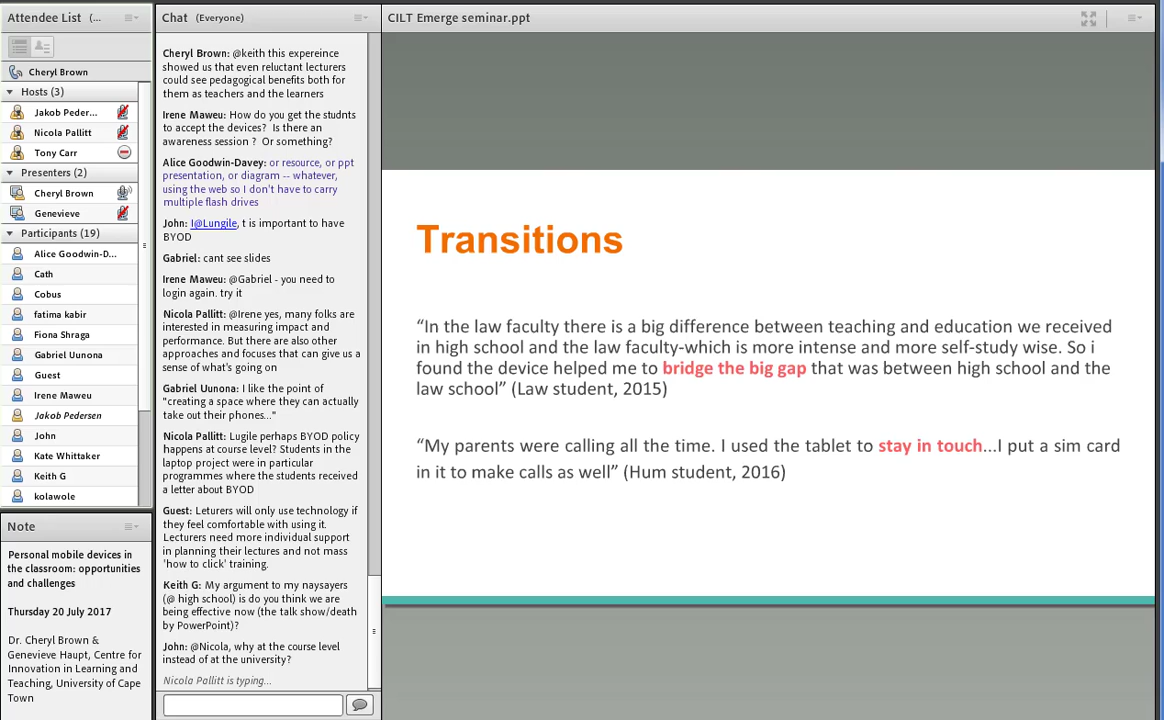 Attendee List (...
Cheryl Brown
Hosts (3)
Jakob Peder...
Nicola Pallitt
Tony Carr
Presenters (2)
Cheryl Brown
Genevieve
Participants (19)
Alice Goodwin-D...
Cath
Cobus
fatima kabir
Fiona Shraga
Gabriel Uunona
Guest
Irene Maweu
Jakob Pedersen
John
Kate Whittaker
Keith G
kolawole
Note
Personal mobile devices in
the classroom: opportunities
and challenges
Thursday 20 July 2017
Dr. Cheryl Brown &
Genevieve Haupt, Centre for
Innovation in Learning and
Teaching, University of Cape
Town
Chat (Everyone)
Cheryl Brown: @keith this expereince
showed us that even reluctant lecturers
could see pedagogical benefits both for
them as teachers and the learners
Irene Maweu: How do you get the studnts
to accept the devices? Is there an
awareness session ? Or something?
Alice Goodwin-Davey: or resource, or ppt
presentation, or diagram -- whatever,
using the web so I don't have to carry
multiple flash drives
John: I@Lungile, t is important to have
BYOD
Gabriel: cant see slides
Irene Maweu: @Gabriel - you need to
login again. try it
Nicola Pallitt: @Irene yes, many folks are
interested in measuring impact and
performance. But there are also other
approaches and focuses that can give us a
sense of what's going on
Gabriel Uunona: I like the point of
"creating a space where they can actually
take out their phones..."
Nicola Pallitt: Lugile perhaps BYOD policy
happens at course level? Students in the
laptop project were in particular
programmes where the students received
a letter about BYOD
Guest: Leturers will only use technology if
they feel comfortable with using it.
Lecturers need more individual support
in planning their lectures and not mass
'how to click' training.
Keith G: My argument to my naysayers
(@ high school) is do you think we are
being effective now (the talk show/death
by PowerPoint)?
John: @Nicola, why at the course level
instead of at the university?
Nicola Pallitt is typing...
CILT Emerge seminar.ppt
Transitions
“In the law faculty there is a big difference between teaching and education we received
in high school and the law faculty-which is more intense and more self-study wise. So i
found the device helped me to bridge the big gap that was between high school and the
law school” (Law student, 2015)
“My parents were calling all the time. I used the tablet to stay in touch...I put a sim card
in it to make calls as well” (Hum student, 2016)